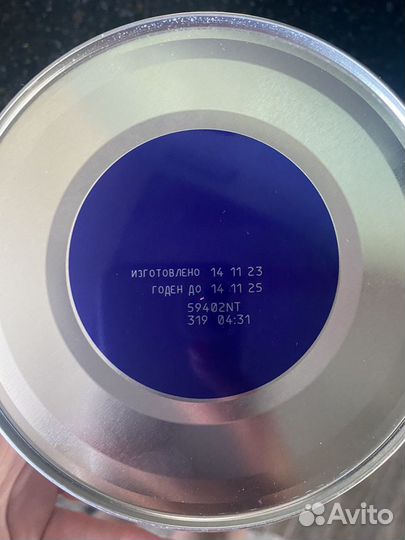 ИЗГОТОВЛЕНО 14 11 23
ГОДЕН ДО 14 11 25
59402NT
319 04:31
Avito